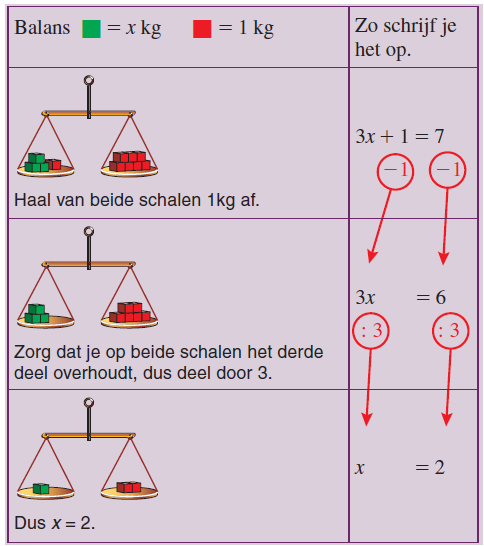 Balans = x kg = 1 kg
Zo schrijf je
het op.
3x + 1 = 7
−1 −1
Haal van beide schalen 1kg af.
3x = 6
: 3 : 3
Zorg dat je op beide schalen het derde
deel overhoudt, dus deel door 3.
x = 2
Dus x = 2.